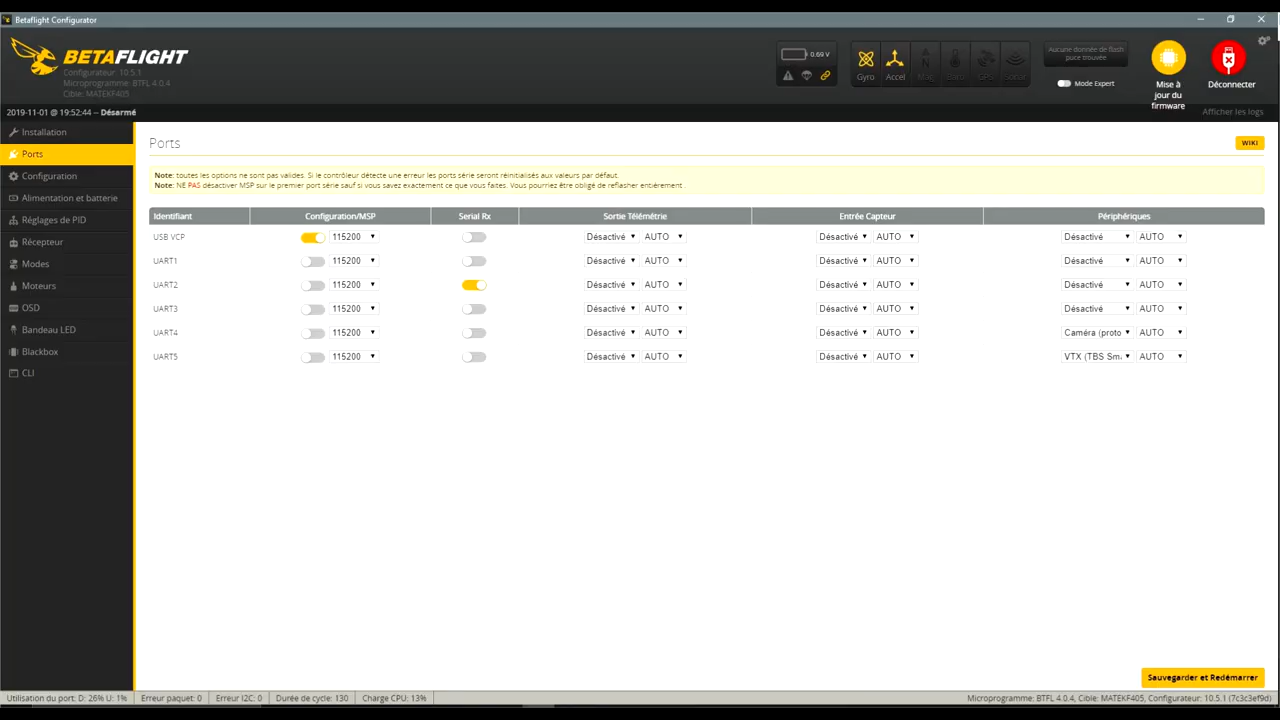 Betaflight Configurator
BETAFLIGHT
Configurateur: 10.5.1
Microprogramme: BTFL 4.0.4
Cible: MATEKF405
0.69 V
Gyro
Accel
Mag
Baro
GPS
Sonar
Aucune donnée de flash
puce trouvée
Mode Expert
Mise à
jour du
firmware
Déconnecter
2019-11-01 @ 19:52:44 -- Désarmé
Afficher les logs
Installation
Ports
Configuration
Alimentation et batterie
Réglages de PID
Récepteur
Modes
Moteurs
OSD
Bandeau LED
Blackbox
CLI
Ports
WIKI
Note: toutes les options ne sont pas valides. Si le contrôleur détecte une erreur les ports série seront réinitialisés aux valeurs par défaut.
Note: NE PAS désactiver MSP sur le premier port série sauf si vous savez exactement ce que vous faites. Vous pourriez être obligé de reflasher entièrement .
Identifiant Configuration/MSP Serial Rx Sortie Télémétrie Entrée Capteur Périphériques
USB VCP 115200 Désactivé AUTO Désactivé AUTO Désactivé AUTO
UART1 115200 Désactivé AUTO Désactivé AUTO Désactivé AUTO
UART2 115200 Désactivé AUTO Désactivé AUTO Désactivé AUTO
UART3 115200 Désactivé AUTO Désactivé AUTO Désactivé AUTO
UART4 115200 Désactivé AUTO Désactivé AUTO Caméra (proto AUTO
UART5 115200 Désactivé AUTO Désactivé AUTO VTX (TBS Sma AUTO
Sauvegarder et Redémarrer
Utilisation du port: D: 26% U: 1% Erreur paquet: 0 Erreur I2C: 0 Durée de cycle: 130 Charge CPU: 13% Microprogramme: BTFL 4.0.4, Cible: MATEKF405, Configurateur: 10.5.1 (7c3c3ef9d)